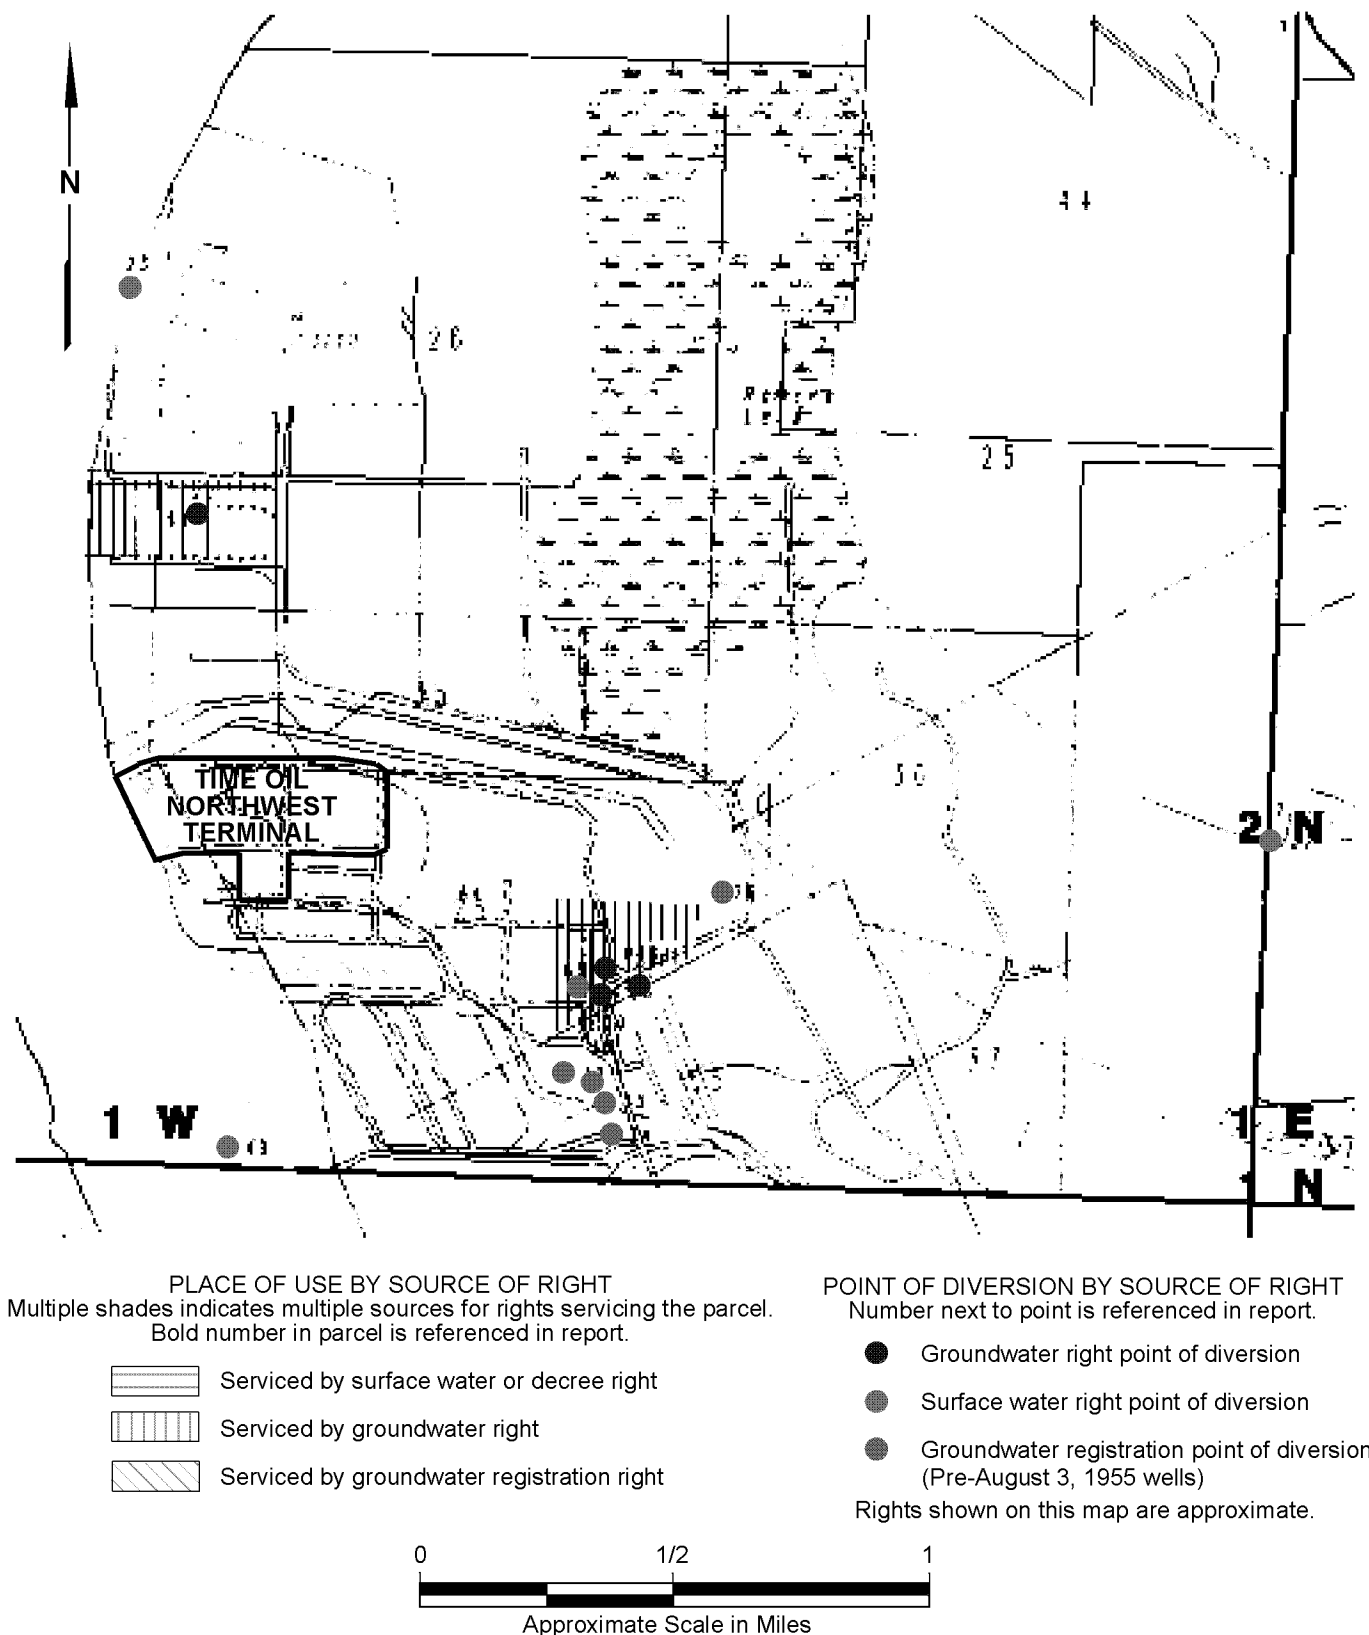 N
26
44
25
TIME OIL
NORTHWEST
TERMINAL
2 N
1 W
1 E
1 N
PLACE OF USE BY SOURCE OF RIGHT
Multiple shades indicates multiple sources for rights servicing the parcel.
Bold number in parcel is referenced in report.
Serviced by surface water or decree right
Serviced by groundwater right
Serviced by groundwater registration right
POINT OF DIVERSION BY SOURCE OF RIGHT
Number next to point is referenced in report.
Groundwater right point of diversion
Surface water right point of diversion
Groundwater registration point of diversion
(Pre-August 3, 1955 wells)
Rights shown on this map are approximate.
0 1/2 1
Approximate Scale in Miles